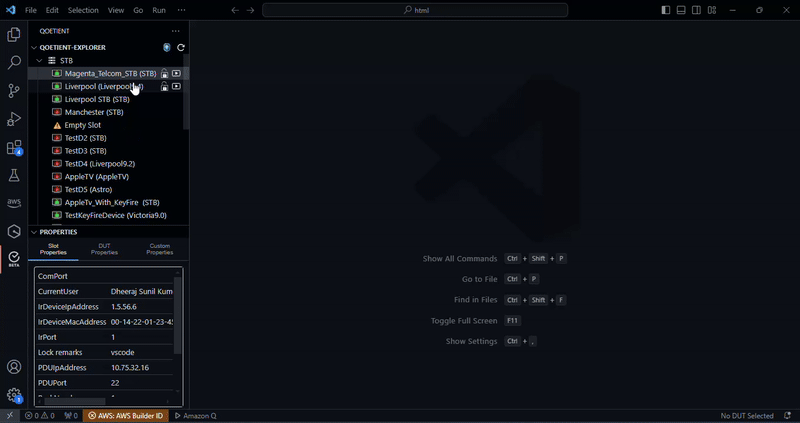 File Edit Selection View Go Run ···
html
QOETIENT ···
QOETIENT-EXPLORER
STB
Magenta_Telcom_STB (STB)
Liverpool
Liverpool STB (STB)
Manchester (STB)
Empty Slot
TestD2 (STB)
TestD3 (STB)
TestD4 (Liverpool9.2)
AppleTV (AppleTV)
TestD5 (Astro)
AppleTv_With_KeyFire (STB)
TestKeyFireDevice (Victoria9.0)
PROPERTIES
Slot Properties
DUT Properties
Custom Properties
ComPort
CurrentUser Dheeraj Sunil Kum
IrDeviceIpAddress 1.5.56.6
IrDeviceMacAddress 00-14-22-01-23-45
IrPort 1
Lock remarks vscode
PDUIpAddress 10.75.32.16
PDUPort 22
aws
BETA
4
1
Show All Commands Ctrl + Shift + P
Go to File Ctrl + P
Find in Files Ctrl + Shift + F
Toggle Full Screen F11
Show Settings Ctrl + ,
0 0 0 AWS: AWS Builder ID Amazon Q
No DUT Selected